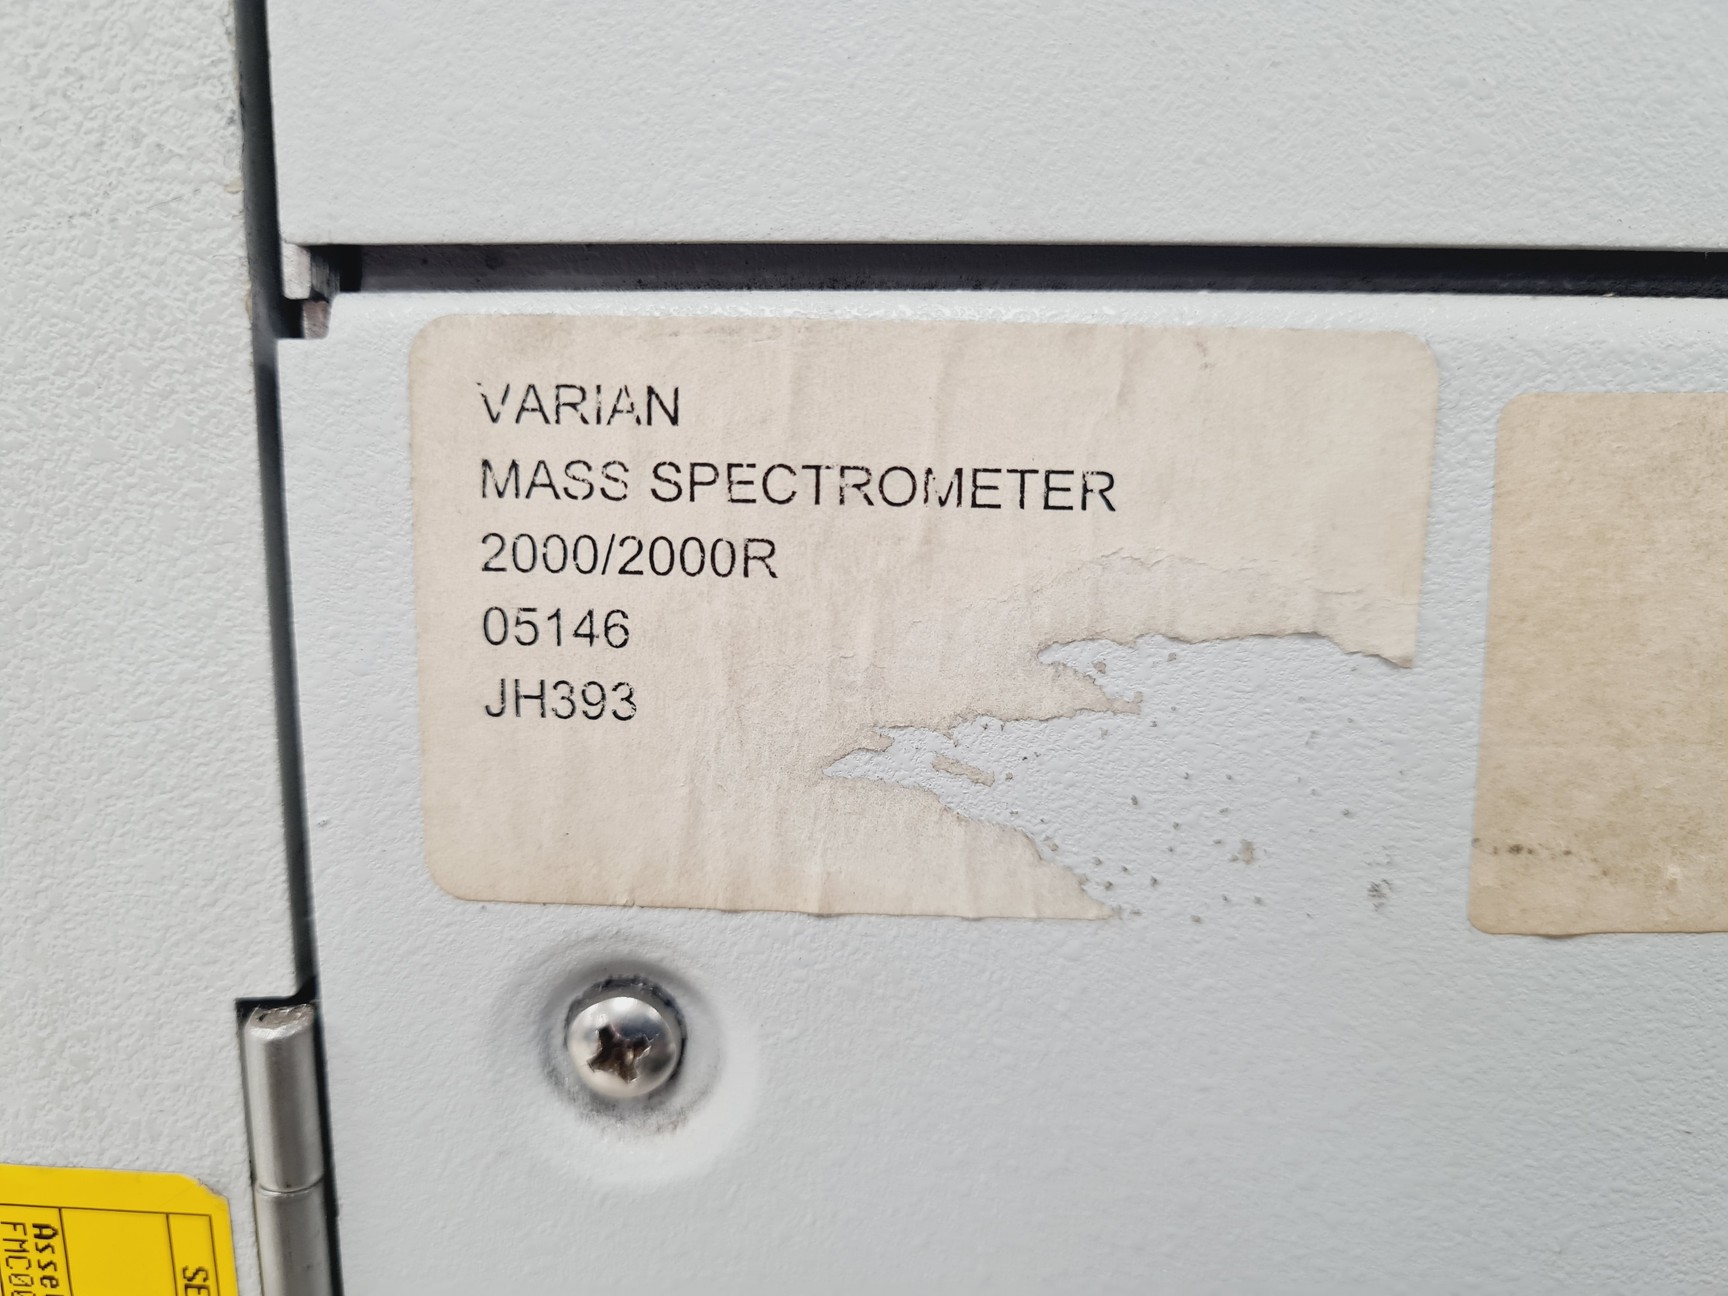 VARIAN
MASS SPECTROMETER
2000/2000R
05146
JH393